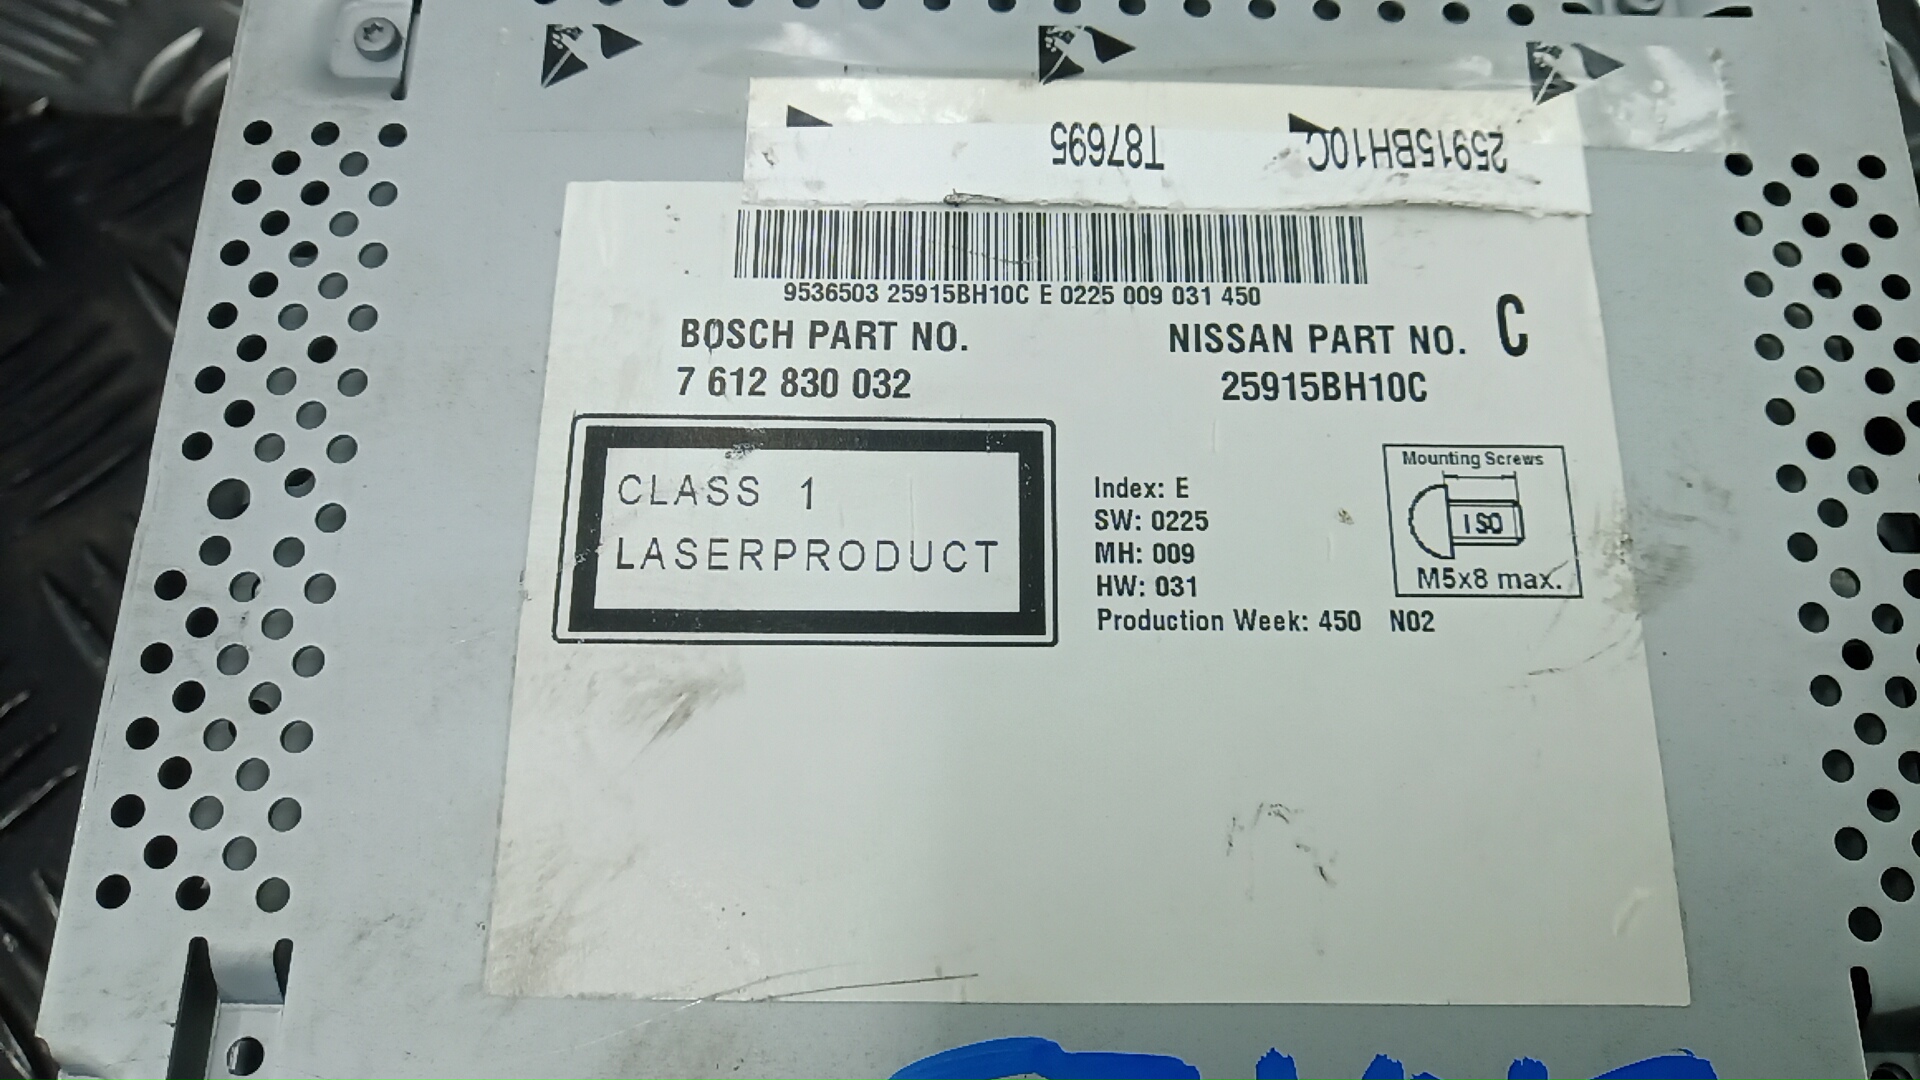 T87695
25915BH10C
9536503 25915BH10C E 0225 009 031 450
BOSCH PART NO.
7 612 830 032
NISSAN PART NO. C
25915BH10C
CLASS 1
LASERPRODUCT
Index: E
SW: 0225
MH: 009
HW: 031
Production Week: 450 N02
Mounting Screws
ISO
M5x8 max.